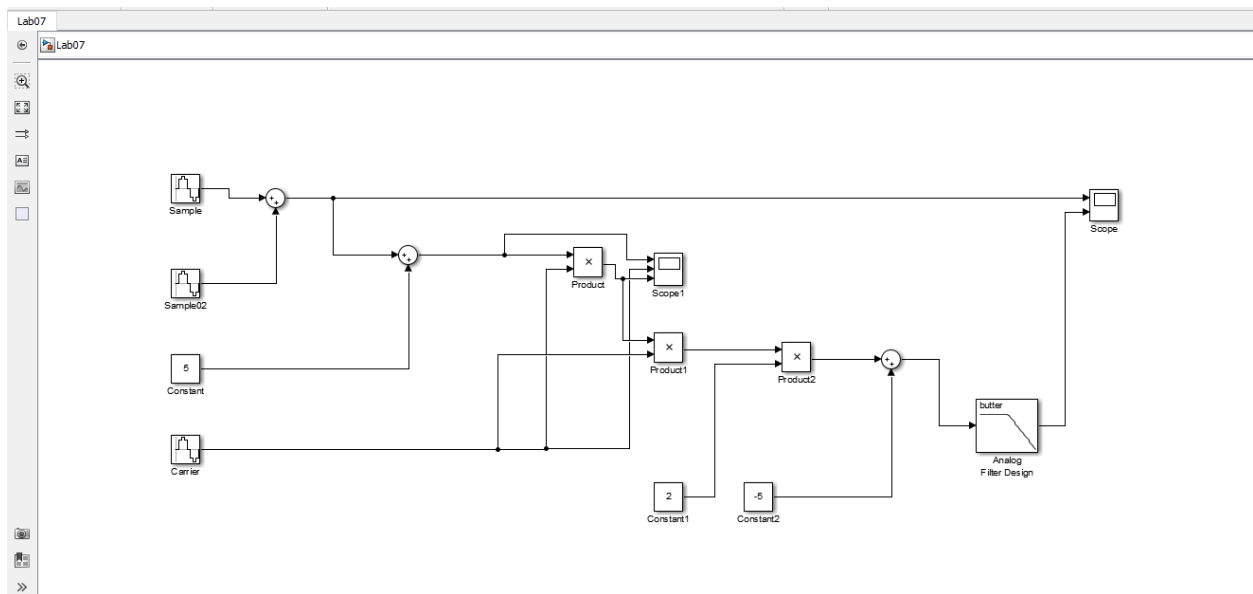 Lab07
Lab07
Sample
Scope
×
Product
Scope1
Sample02
5
Constant
×
Product1
×
Product2
butter
Analog
Filter Design
Carrier
2
Constant1
-5
Constant2